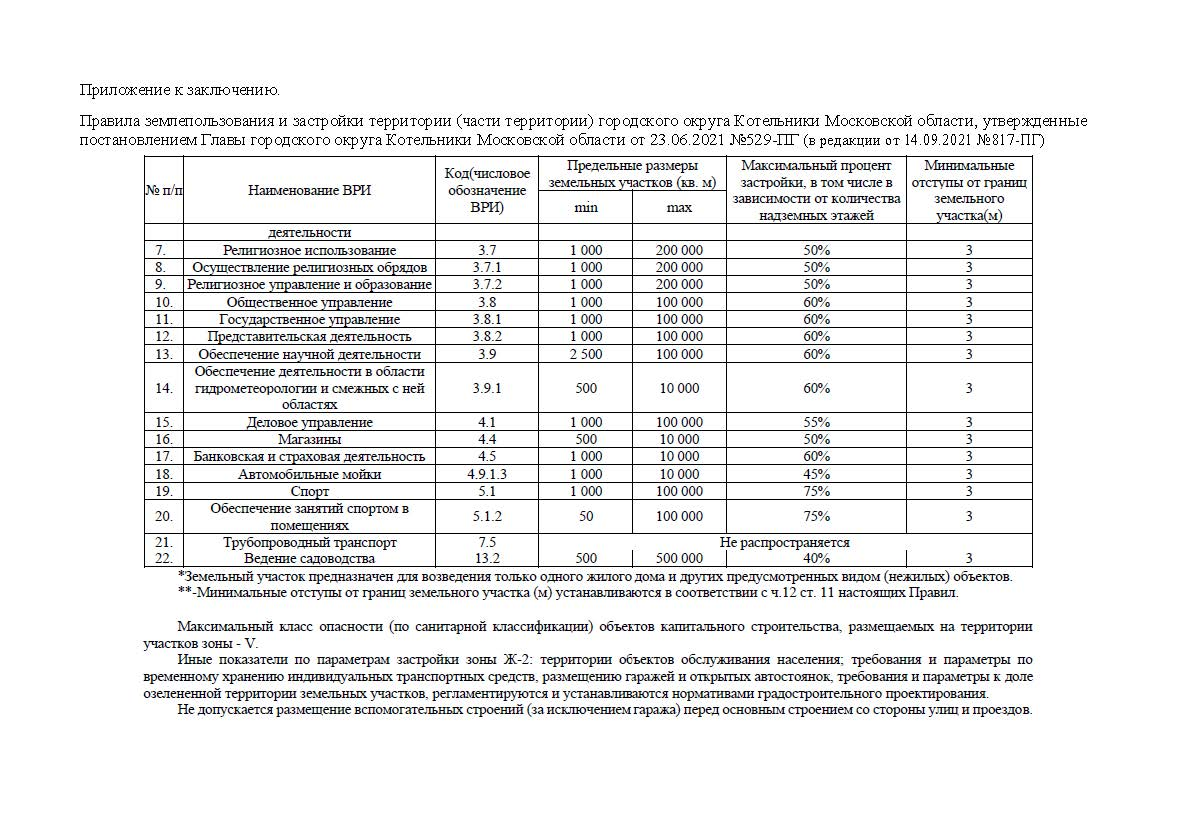 Приложение к заключению.
Правила землепользования и застройки территории (части территории) городского округа Котельники Московской области, утвержденные
постановлением Главы городского округа Котельники Московской области от 23.06.2021 №529-ПГ (в редакции от 14.09.2021 №817-ПГ)
№ п/п Наименование ВРИ Код(числовое обозначение ВРИ) Предельные размеры земельных участков (кв. м) min max Максимальный процент застройки, в том числе в зависимости от количества надземных этажей Минимальные отступы от границ земельного участка(м)
деятельности
7. Религиозное использование 3.7 1 000 200 000 50% 3
8. Осуществление религиозных обрядов 3.7.1 1 000 200 000 50% 3
9. Религиозное управление и образование 3.7.2 1 000 200 000 50% 3
10. Общественное управление 3.8 1 000 100 000 60% 3
11. Государственное управление 3.8.1 1 000 100 000 60% 3
12. Представительская деятельность 3.8.2 1 000 100 000 60% 3
13. Обеспечение научной деятельности 3.9 2 500 100 000 60% 3
14. Обеспечение деятельности в области гидрометеорологии и смежных с ней областях 3.9.1 500 10 000 60% 3
15. Деловое управление 4.1 1 000 100 000 55% 3
16. Магазины 4.4 500 10 000 50% 3
17. Банковская и страховая деятельность 4.5 1 000 10 000 60% 3
18. Автомобильные мойки 4.9.1.3 1 000 10 000 45% 3
19. Спорт 5.1 1 000 100 000 75% 3
20. Обеспечение занятий спортом в помещениях 5.1.2 50 100 000 75% 3
21. Трубопроводный транспорт 7.5 Не распространяется
22. Ведение садоводства 13.2 500 500 000 40% 3
*Земельный участок предназначен для возведения только одного жилого дома и других предусмотренных видом (нежилых) объектов.
**-Минимальные отступы от границ земельного участка (м) устанавливаются в соответствии с ч.12 ст. 11 настоящих Правил.
Максимальный класс опасности (по санитарной классификации) объектов капитального строительства, размещаемых на территории
участков зоны - V.
Иные показатели по параметрам застройки зоны Ж-2: территории объектов обслуживания населения; требования и параметры по
временному хранению индивидуальных транспортных средств, размещению гаражей и открытых автостоянок, требования и параметры к доле
озелененной территории земельных участков, регламентируются и устанавливаются нормативами градостроительного проектирования.
Не допускается размещение вспомогательных строений (за исключением гаража) перед основным строением со стороны улиц и проездов.